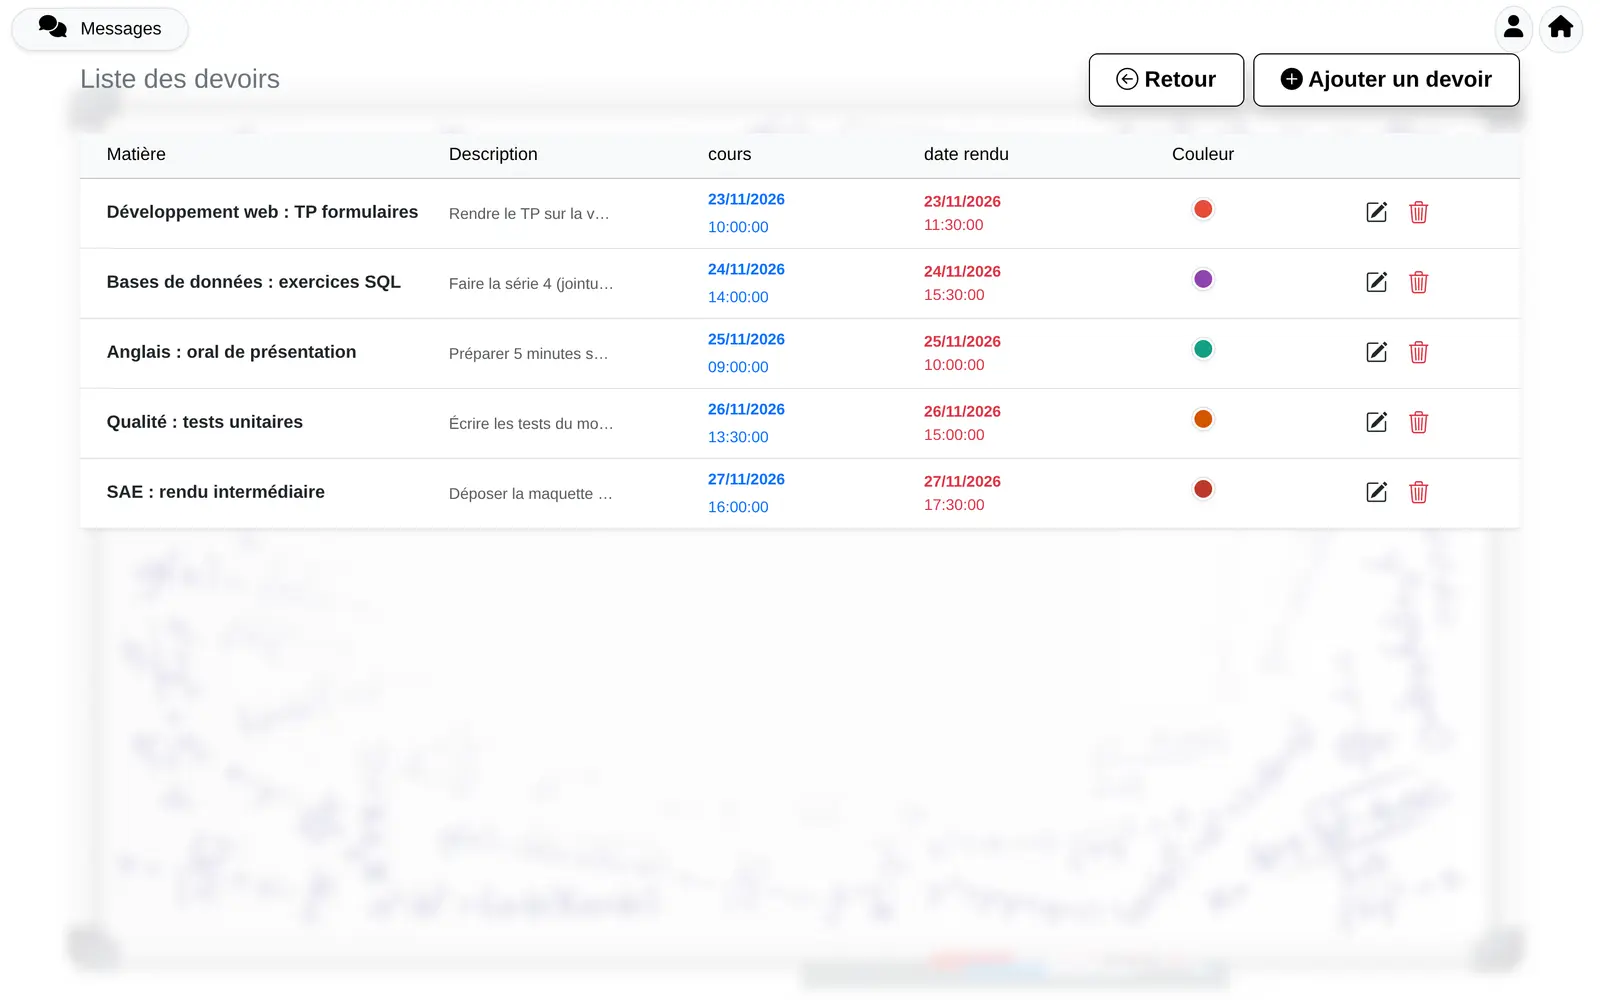 Messages
Liste des devoirs
Retour
Ajouter un devoir
Matière Description cours date rendu Couleur
Développement web : TP formulaires Rendre le TP sur la v… 23/11/2026 10:00:00 23/11/2026 11:30:00
Bases de données : exercices SQL Faire la série 4 (jointu… 24/11/2026 14:00:00 24/11/2026 15:30:00
Anglais : oral de présentation Préparer 5 minutes s… 25/11/2026 09:00:00 25/11/2026 10:00:00
Qualité : tests unitaires Écrire les tests du mo… 26/11/2026 13:30:00 26/11/2026 15:00:00
SAE : rendu intermédiaire Déposer la maquette … 27/11/2026 16:00:00 27/11/2026 17:30:00